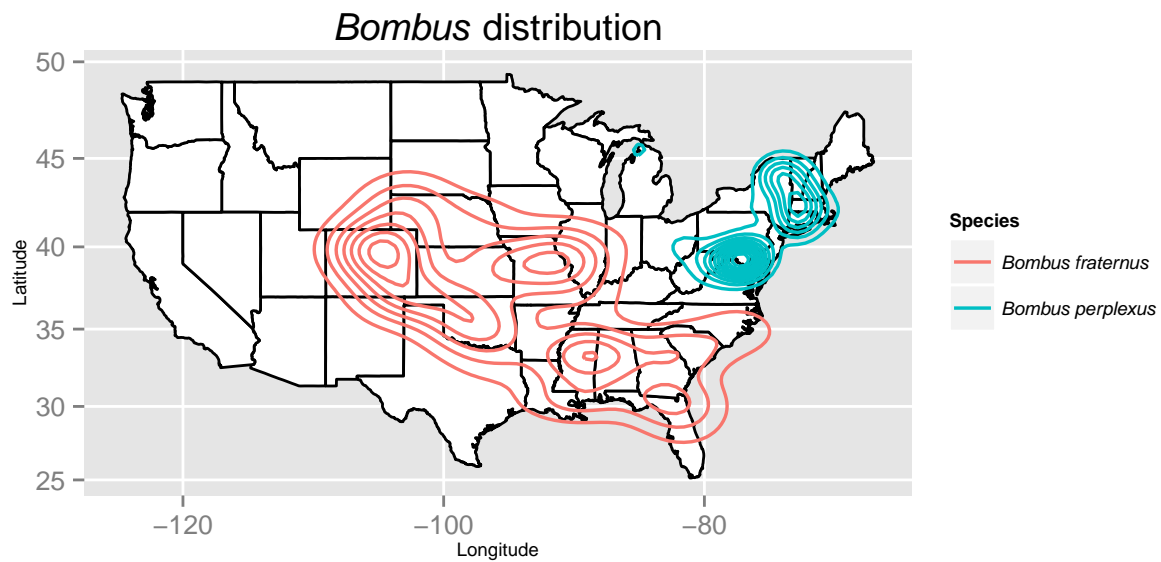 Bombus distribution
50
45
40
35
30
25
Latitude
−120
−100
−80
Longitude
Species
Bombus fraternus
Bombus perplexus